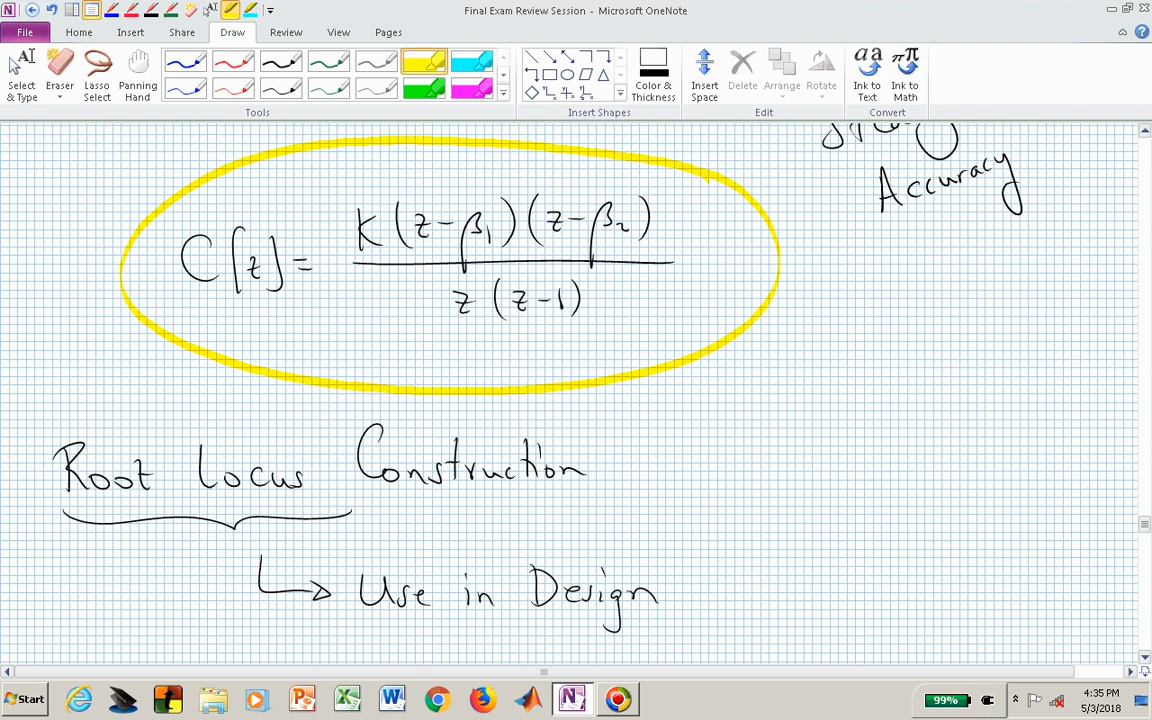 Final Exam Review Session - Microsoft OneNote
File Home Insert Draw Review View Pages
Select & Type
Eraser
Lasso Select
Panning Hand
Color & Thickness
Insert Space
Delete
Arrange
Rotate
Ink to Text
Ink to Math
Tools Insert Shapes Edit Convert
Accuracy
C[z] = K(z-β₁)(z-β₂)
z(z-1)
Root Locus Construction
Use in Design
Start
99%
4:35 PM
5/3/2018